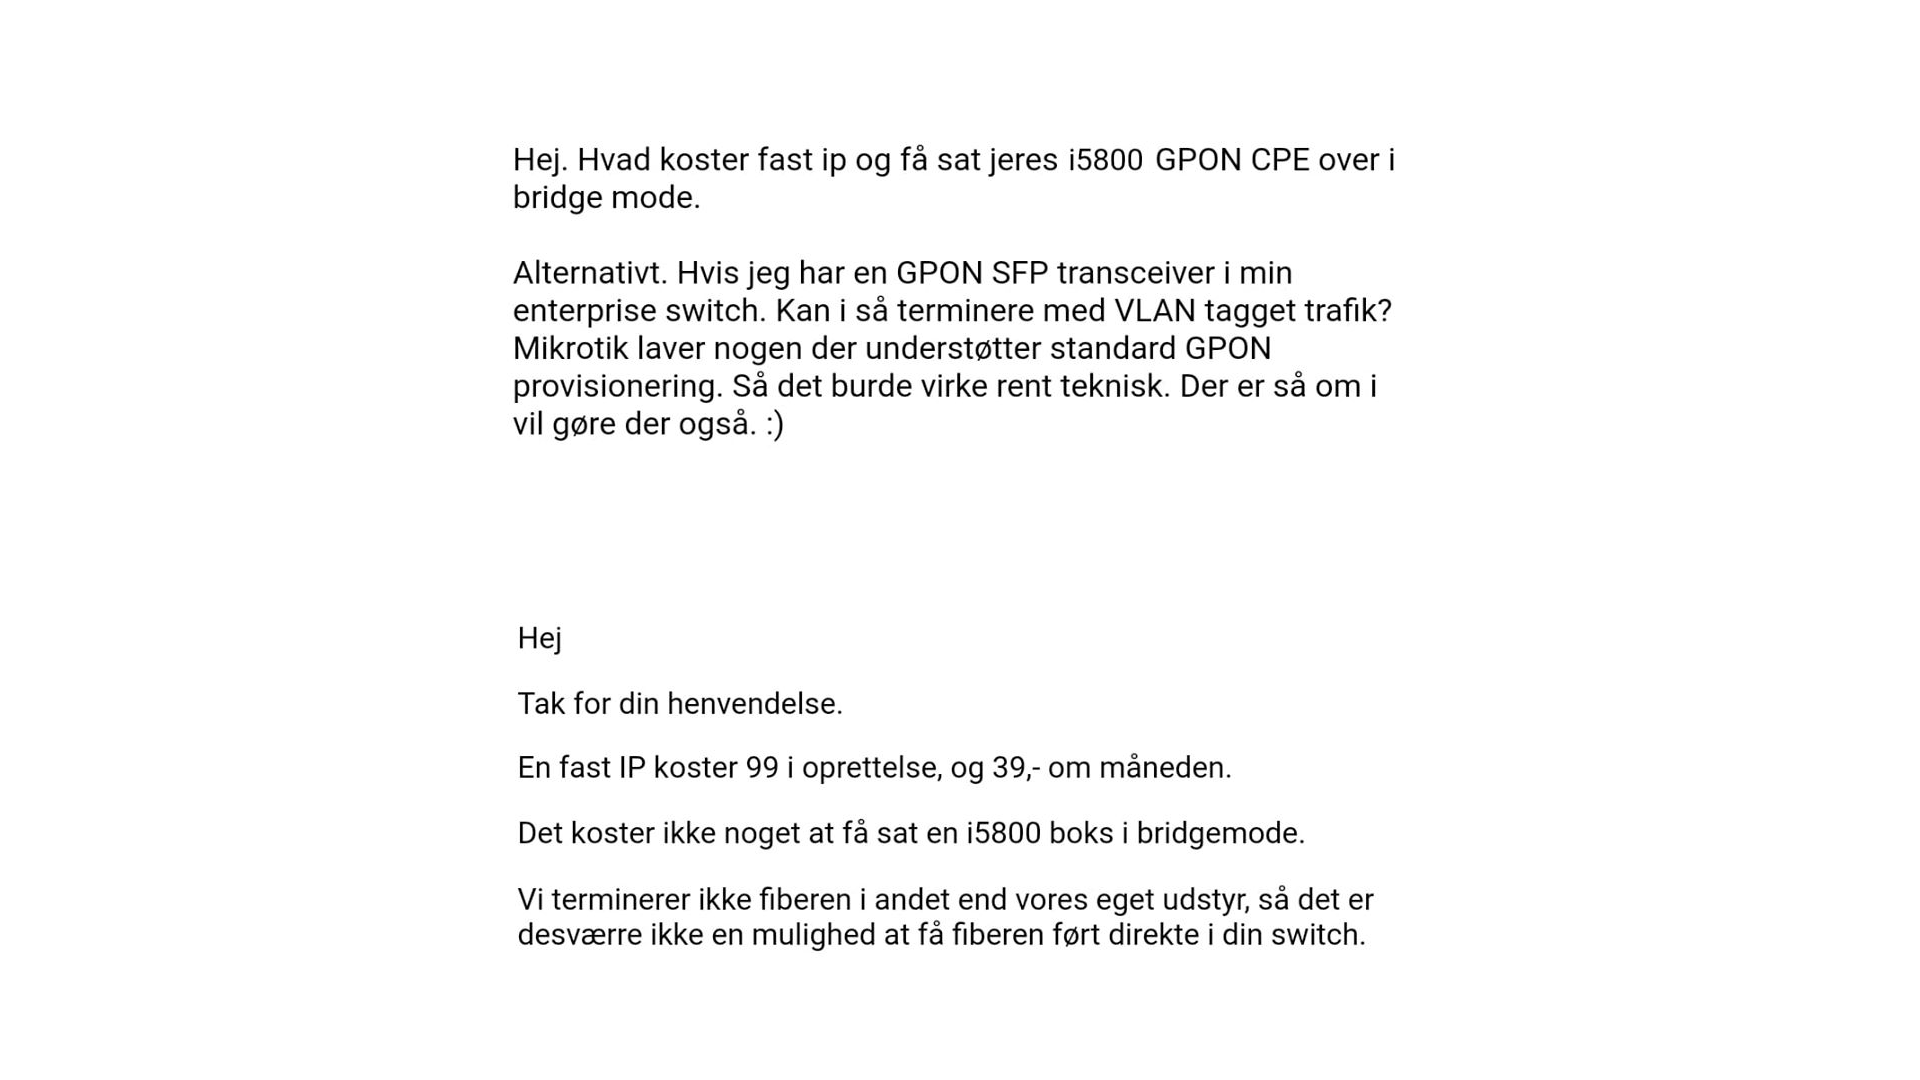 Hej. Hvad koster fast ip og få sat jeres i5800 GPON CPE over i
bridge mode.
Alternativt. Hvis jeg har en GPON SFP transceiver i min
enterprise switch. Kan i så terminere med VLAN tagget trafik?
Mikrotik laver nogen der understøtter standard GPON
provisionering. Så det burde virke rent teknisk. Der er så om i
vil gøre der også. :)
Hej
Tak for din henvendelse.
En fast IP koster 99 i oprettelse, og 39,- om måneden.
Det koster ikke noget at få sat en i5800 boks i bridgemode.
Vi terminerer ikke fiberen i andet end vores eget udstyr, så det er
desværre ikke en mulighed at få fiberen ført direkte i din switch.